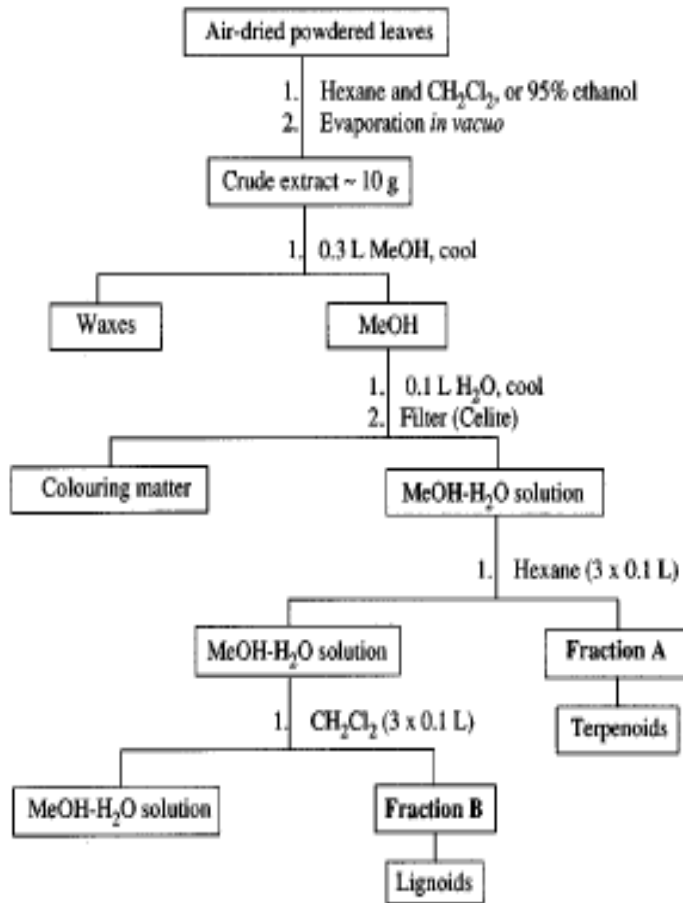 Air-dried powdered leaves
1. Hexane and CH₂Cl₂, or 95% ethanol
2. Evaporation in vacuo
Crude extract ~ 10 g
1. 0.3 L MeOH, cool
Waxes
MeOH
1. 0.1 L H₂O, cool
2. Filter (Celite)
Colouring matter
MeOH-H₂O solution
1. Hexane (3 x 0.1 L)
MeOH-H₂O solution
Fraction A
1. CH₂Cl₂ (3 x 0.1 L)
Terpenoids
MeOH-H₂O solution
Fraction B
Lignoids